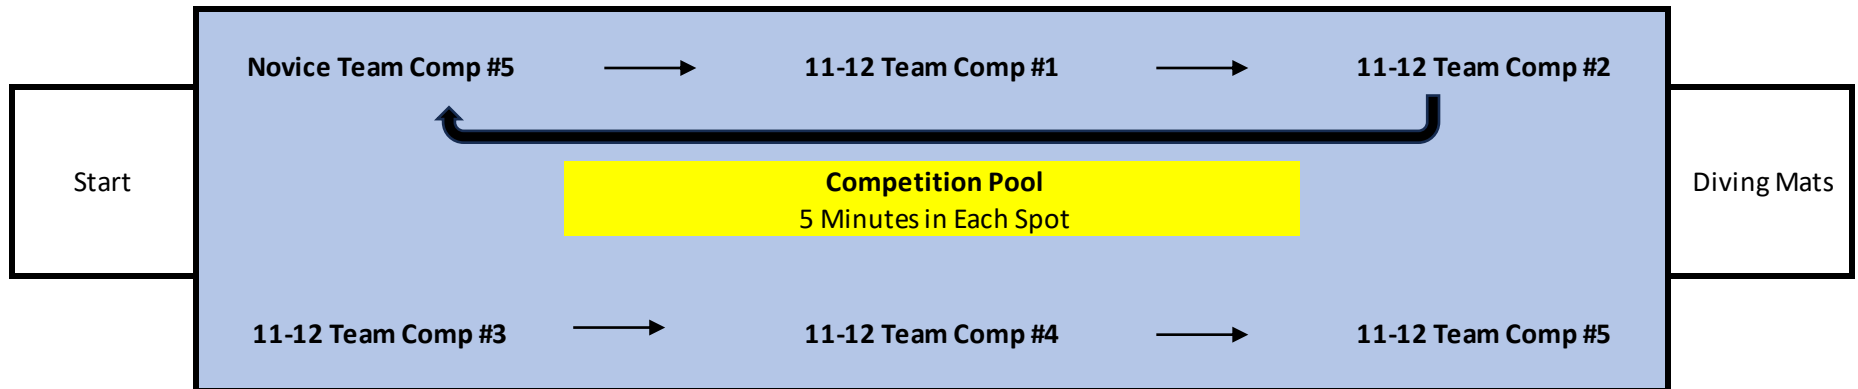 Novice Team Comp #5
11-12 Team Comp #1
11-12 Team Comp #2
Start
Competition Pool
5 Minutes in Each Spot
Diving Mats
11-12 Team Comp #3
11-12 Team Comp #4
11-12 Team Comp #5